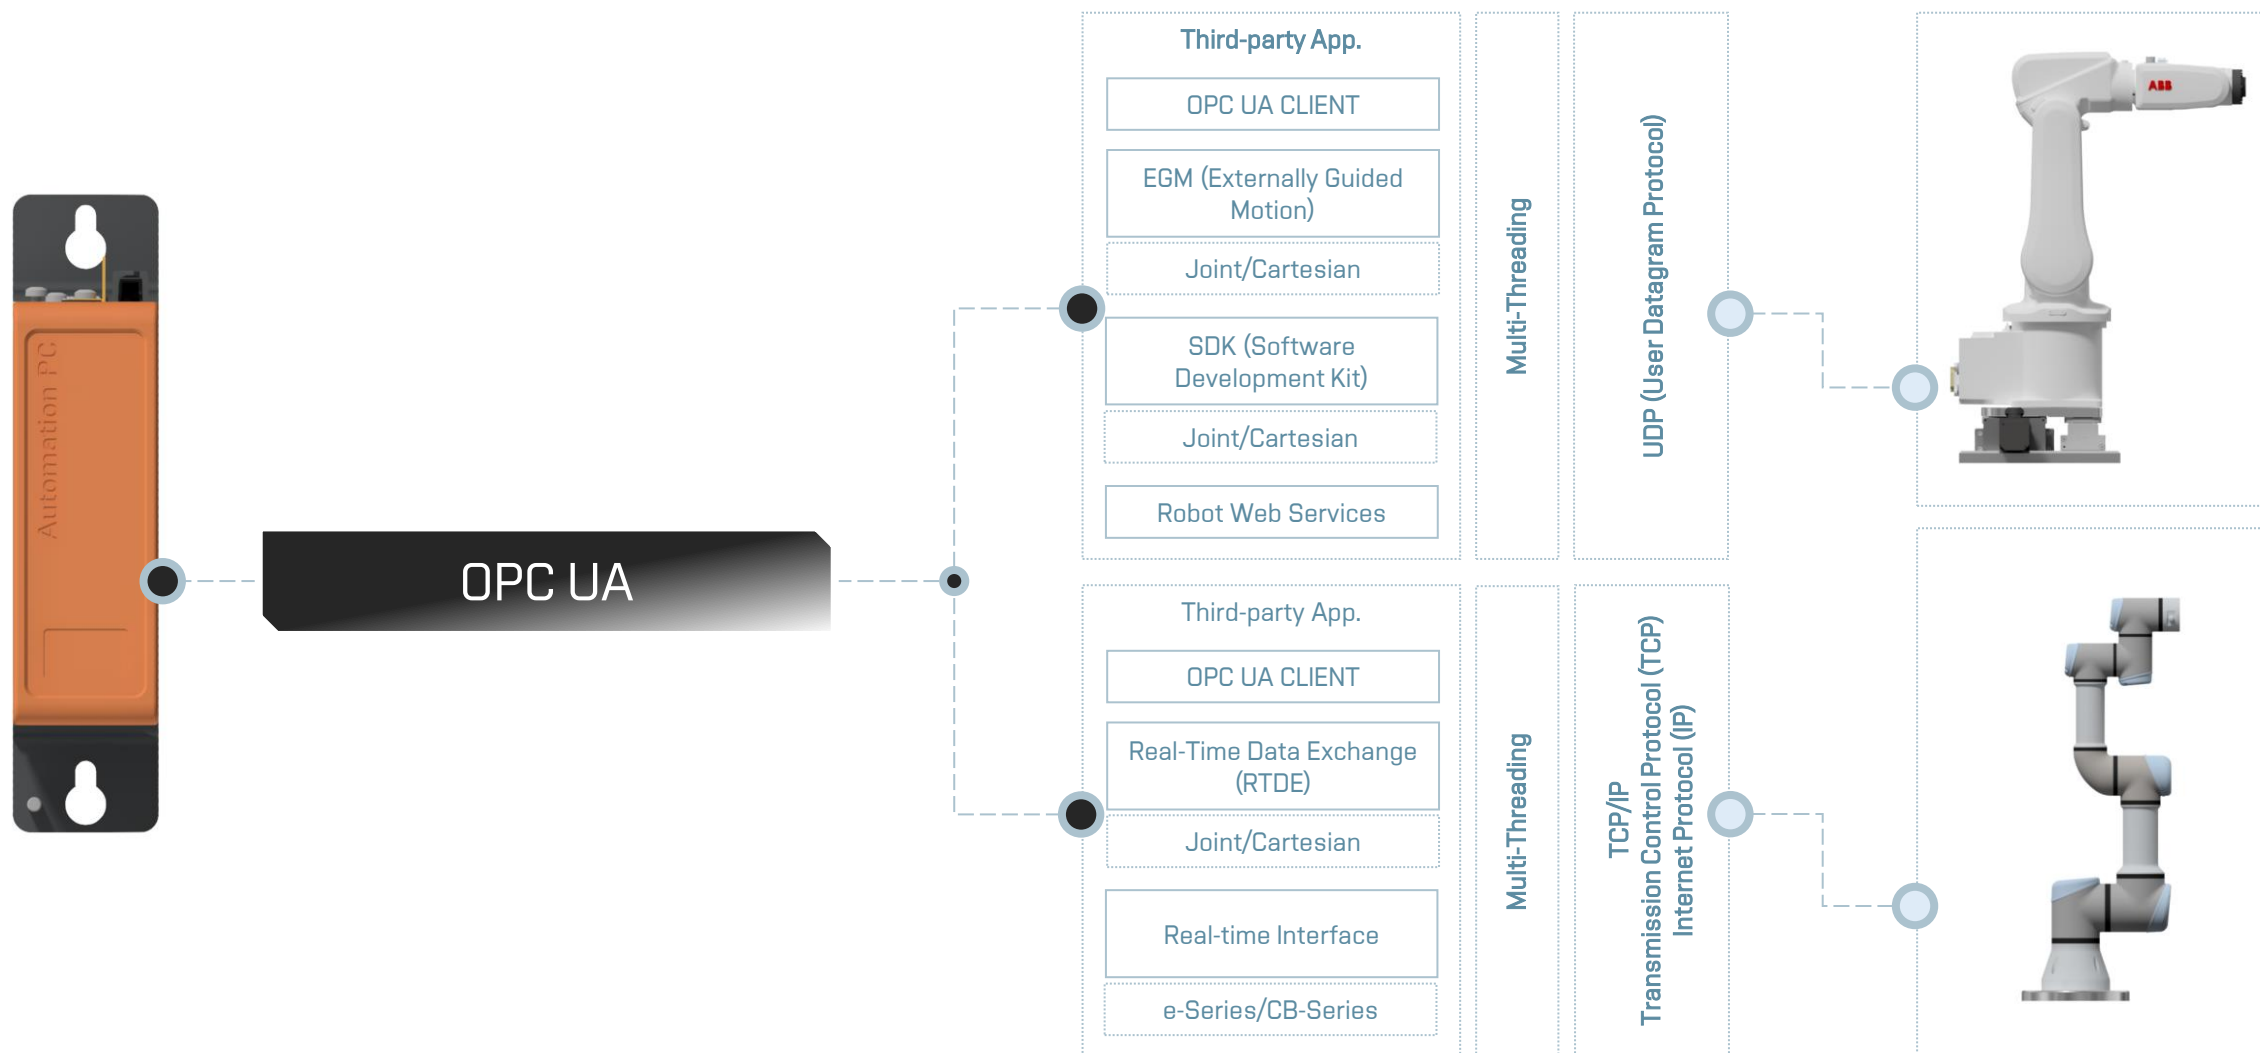 Automation PC
OPC UA
Third-party App.
OPC UA CLIENT
EGM (Externally Guided
Motion)
Joint/Cartesian
SDK (Software
Development Kit)
Joint/Cartesian
Robot Web Services
Multi-Threading
UDP (User Datagram Protocol)
ABB
Third-party App.
OPC UA CLIENT
Real-Time Data Exchange
(RTDE)
Joint/Cartesian
Real-time Interface
e-Series/CB-Series
Multi-Threading
TCP/IP
Transmission Control Protocol (TCP)
Internet Protocol (IP)